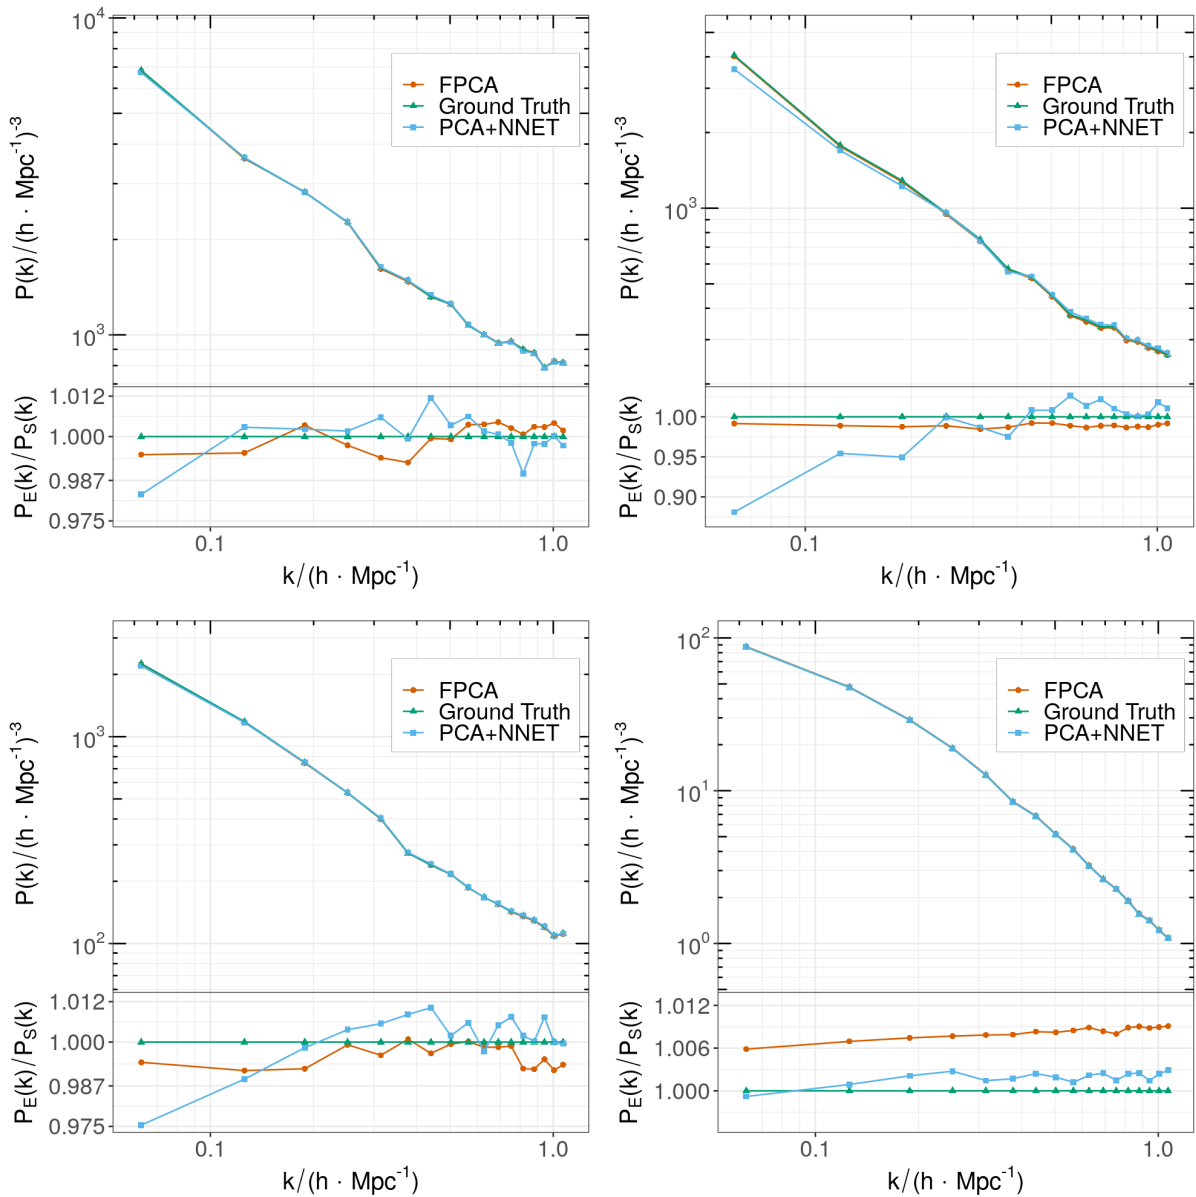 10^4
10^3
P(k)/(h · Mpc^-1)^-3
FPCA
Ground Truth
PCA+NNET
1.012
1.000
0.987
0.975
P_E(k)/P_S(k)
0.1 1.0
k/(h · Mpc^-1)
10^3
P(k)/(h · Mpc^-1)^-3
FPCA
Ground Truth
PCA+NNET
1.00
0.95
0.90
P_E(k)/P_S(k)
0.1 1.0
k/(h · Mpc^-1)
10^3
10^2
P(k)/(h · Mpc^-1)^-3
FPCA
Ground Truth
PCA+NNET
1.012
1.000
0.987
0.975
P_E(k)/P_S(k)
0.1 1.0
k/(h · Mpc^-1)
10^2
10^1
10^0
P(k)/(h · Mpc^-1)^-3
FPCA
Ground Truth
PCA+NNET
1.012
1.006
1.000
P_E(k)/P_S(k)
0.1 1.0
k/(h · Mpc^-1)